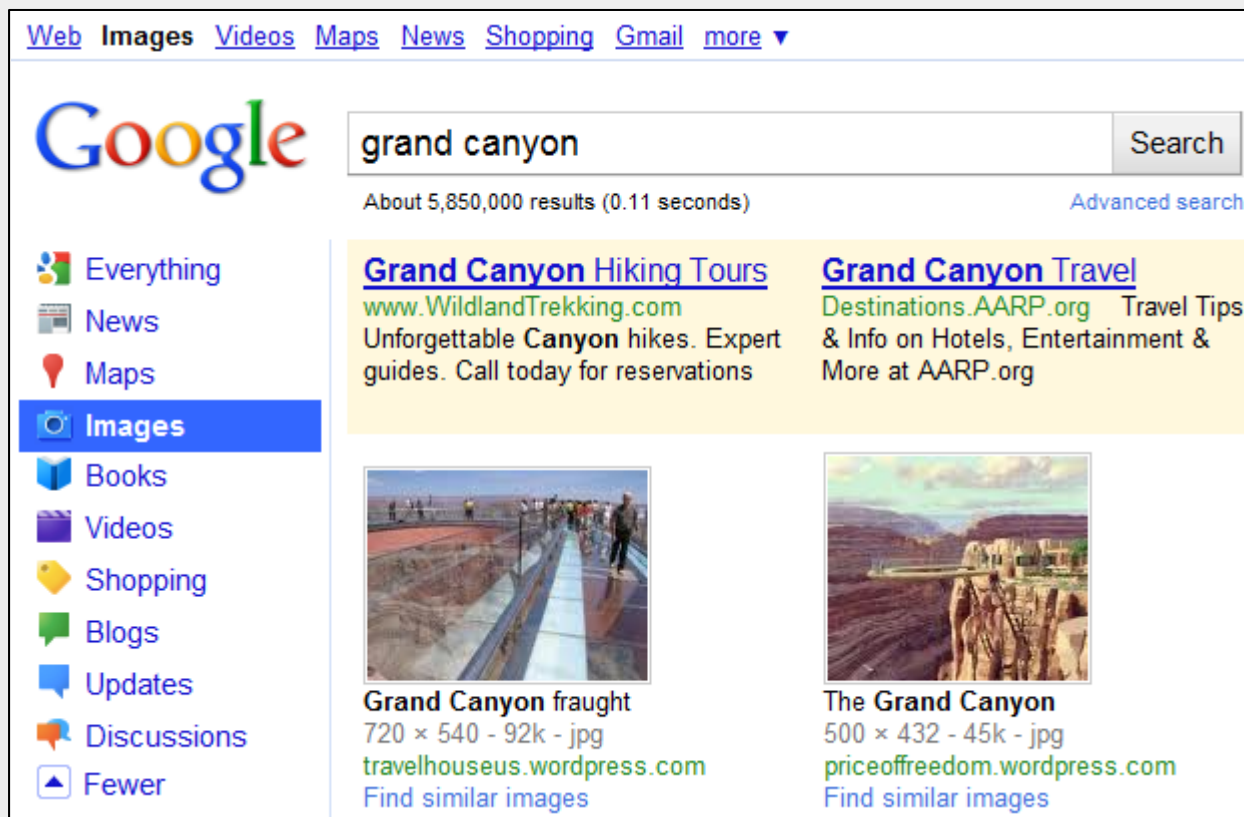 Web Images Videos Maps News Shopping Gmail more ▼
Google
grand canyon
Search
About 5,850,000 results (0.11 seconds)
Advanced search
Everything
News
Maps
Images
Books
Videos
Shopping
Blogs
Updates
Discussions
Fewer
Grand Canyon Hiking Tours
www.WildlandTrekking.com
Unforgettable Canyon hikes. Expert
guides. Call today for reservations
Grand Canyon Travel
Destinations.AARP.org Travel Tips
& Info on Hotels, Entertainment &
More at AARP.org
Grand Canyon fraught
720 × 540 - 92k - jpg
travelhouseus.wordpress.com
Find similar images
The Grand Canyon
500 × 432 - 45k - jpg
priceoffreedom.wordpress.com
Find similar images